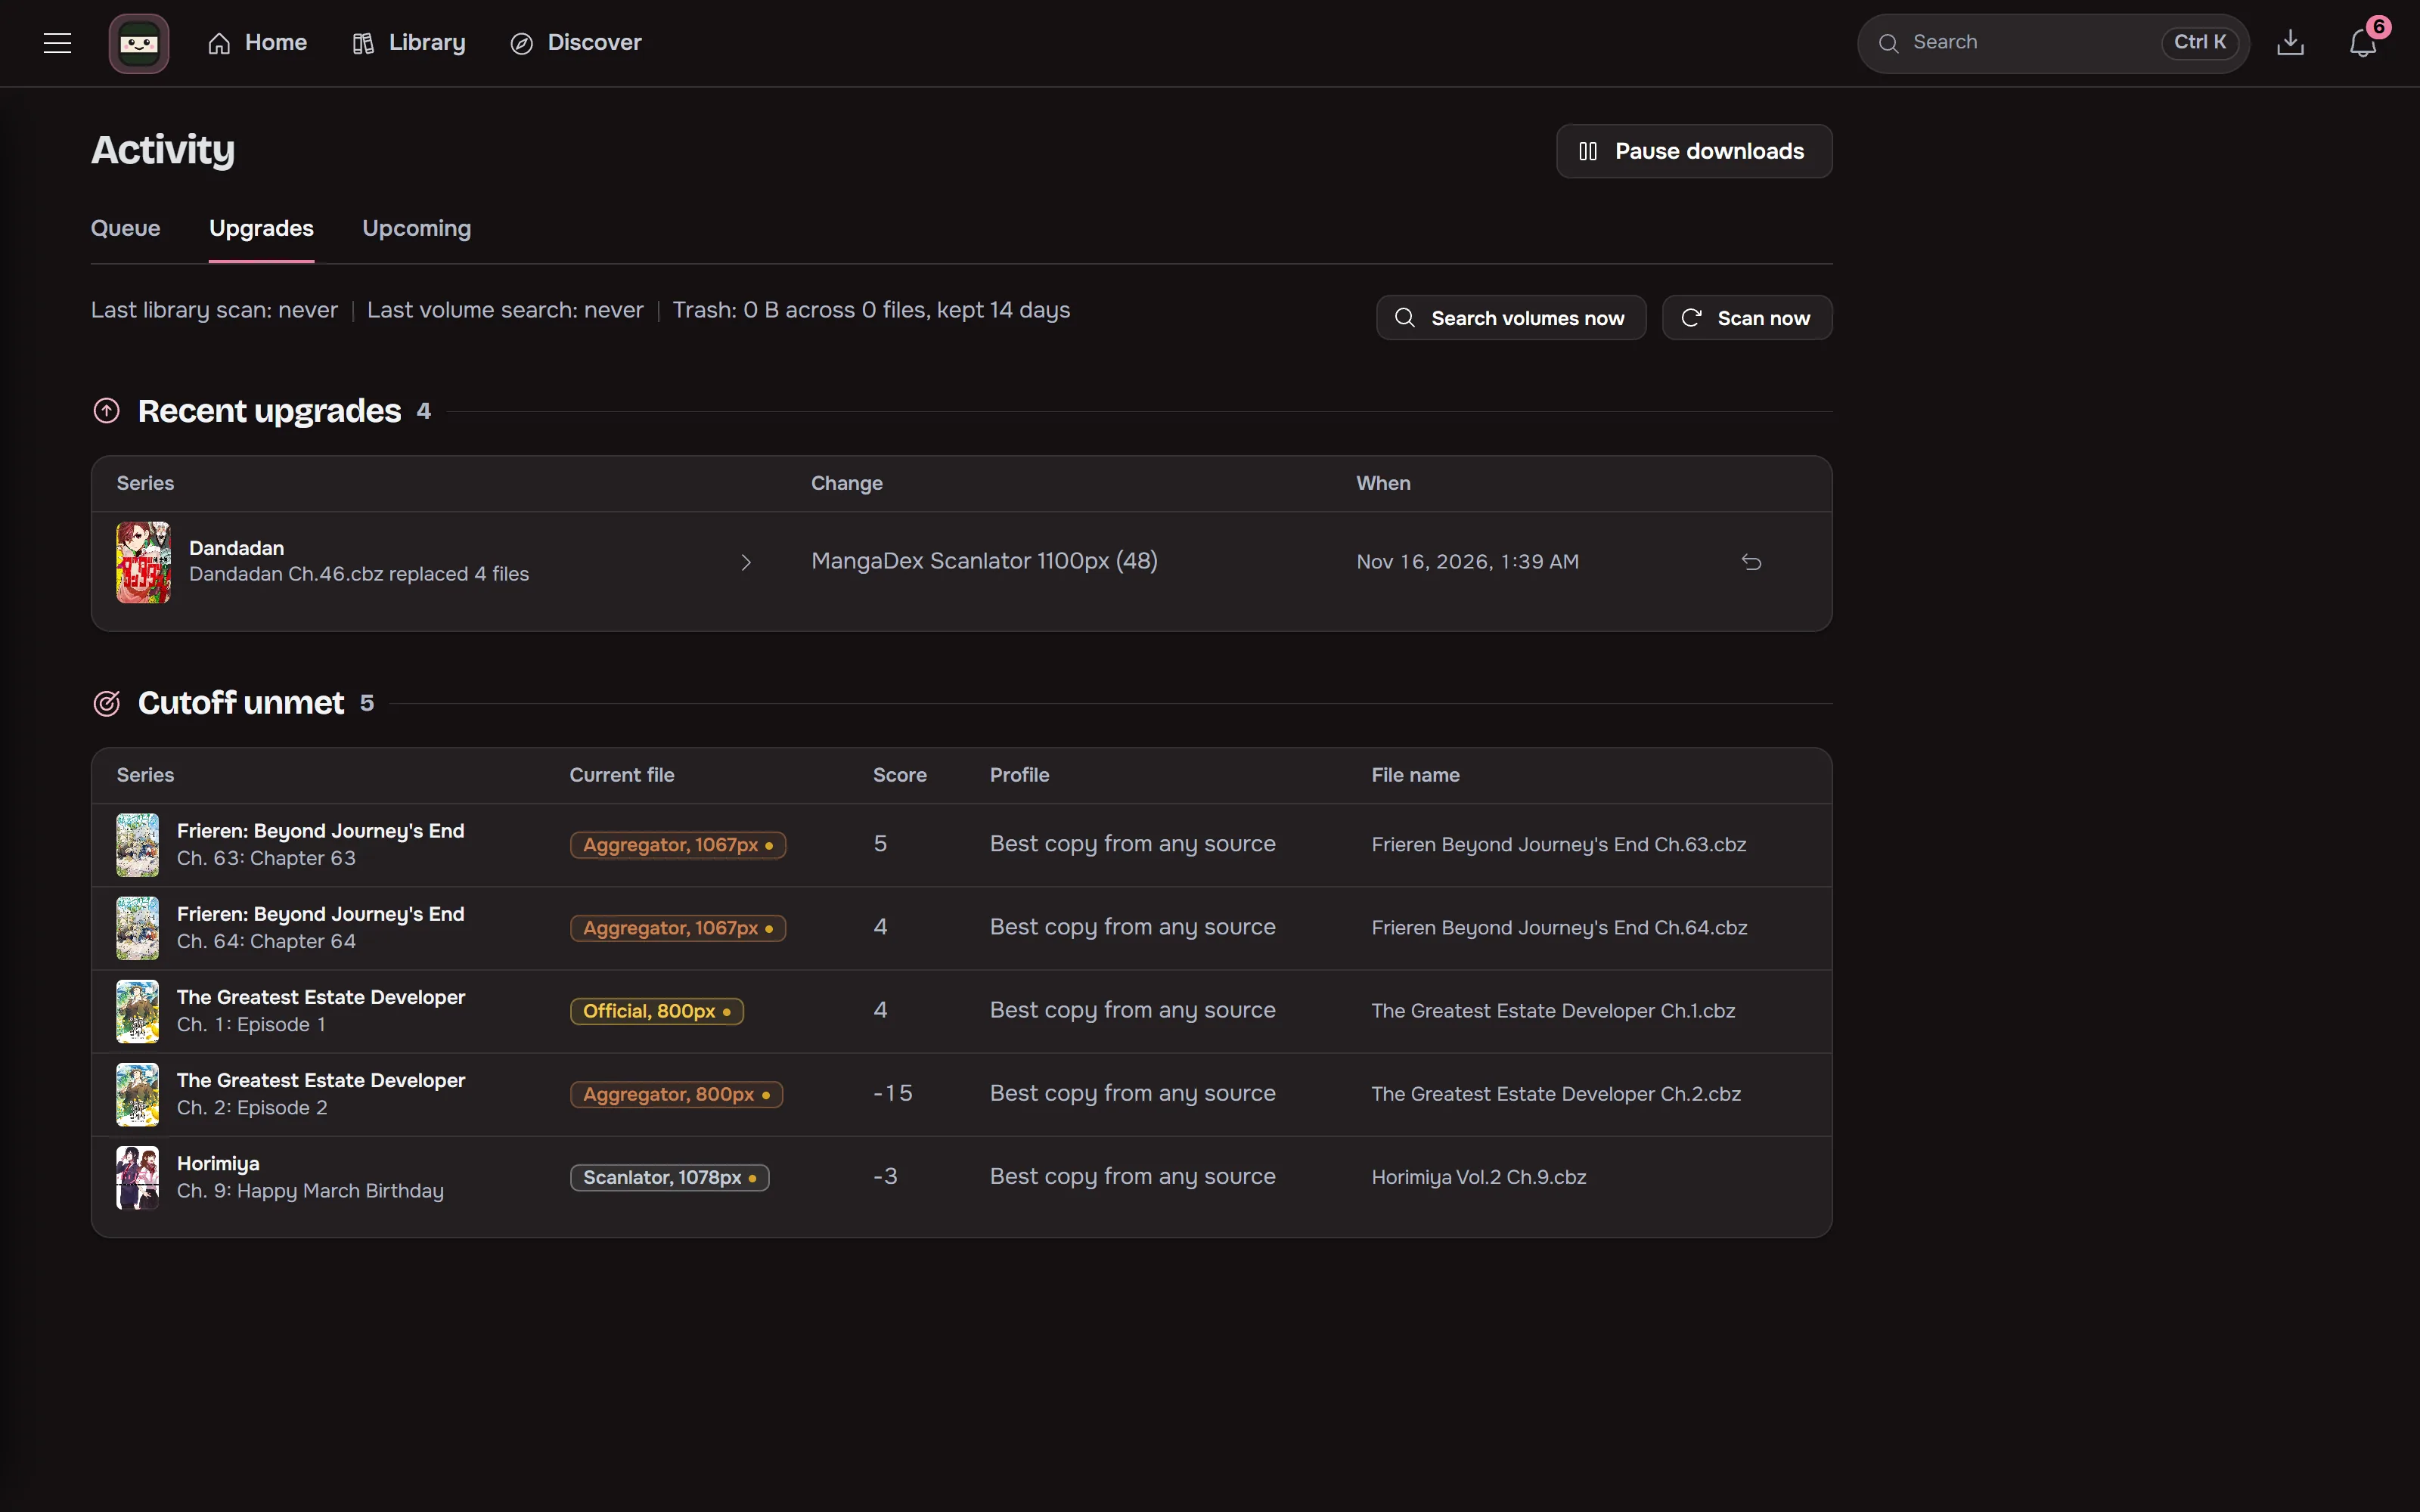 Home
Library
Discover
Search
Ctrl K
6
Activity
Pause downloads
Queue
Upgrades
Upcoming
Last library scan: never
Last volume search: never
Trash: 0 B across 0 files, kept 14 days
Search volumes now
Scan now
Recent upgrades 4
Series
Change
When
Dandadan
Dandadan Ch.46.cbz replaced 4 files
MangaDex Scanlator 1100px (48)
Nov 16, 2026, 1:39 AM
Cutoff unmet 5
Series
Current file
Score
Profile
File name
Frieren: Beyond Journey's End
Ch. 63: Chapter 63
Aggregator, 1067px
5
Best copy from any source
Frieren Beyond Journey's End Ch.63.cbz
Frieren: Beyond Journey's End
Ch. 64: Chapter 64
Aggregator, 1067px
4
Best copy from any source
Frieren Beyond Journey's End Ch.64.cbz
The Greatest Estate Developer
Ch. 1: Episode 1
Official, 800px
4
Best copy from any source
The Greatest Estate Developer Ch.1.cbz
The Greatest Estate Developer
Ch. 2: Episode 2
Aggregator, 800px
-15
Best copy from any source
The Greatest Estate Developer Ch.2.cbz
Horimiya
Ch. 9: Happy March Birthday
Scanlator, 1078px
-3
Best copy from any source
Horimiya Vol.2 Ch.9.cbz